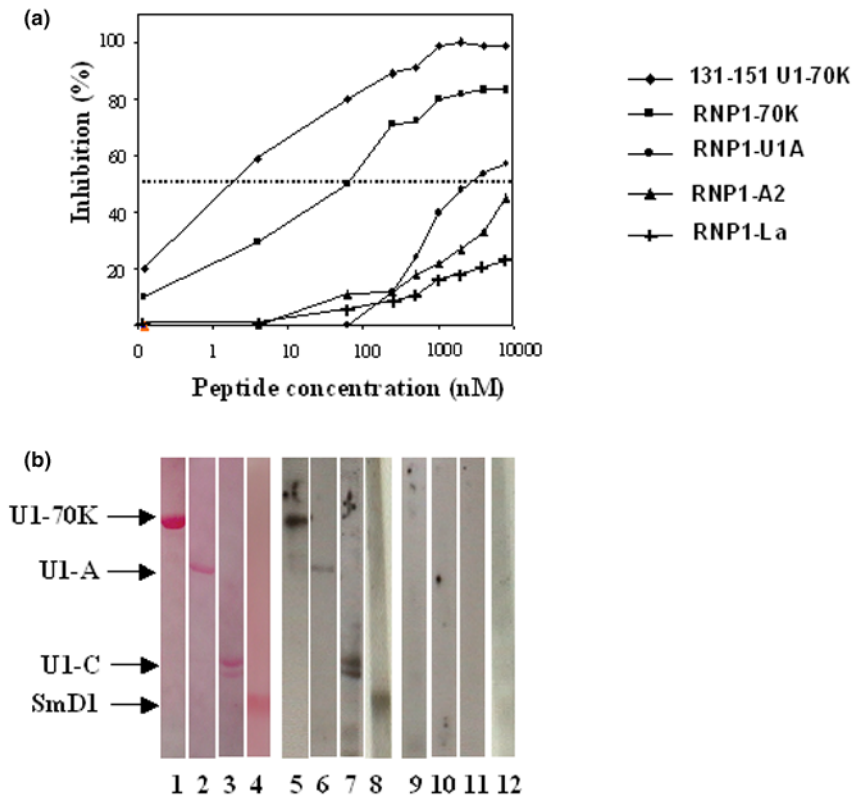 (a)
Inhibition (%)
100
80
60
40
20
0 1 10 100 1000 10000
Peptide concentration (nM)
131-151 U1-70K
RNP1-70K
RNP1-U1A
RNP1-A2
RNP1-La
(b)
U1-70K
U1-A
U1-C
SmD1
1 2 3 4 5 6 7 8 9 10 11 12